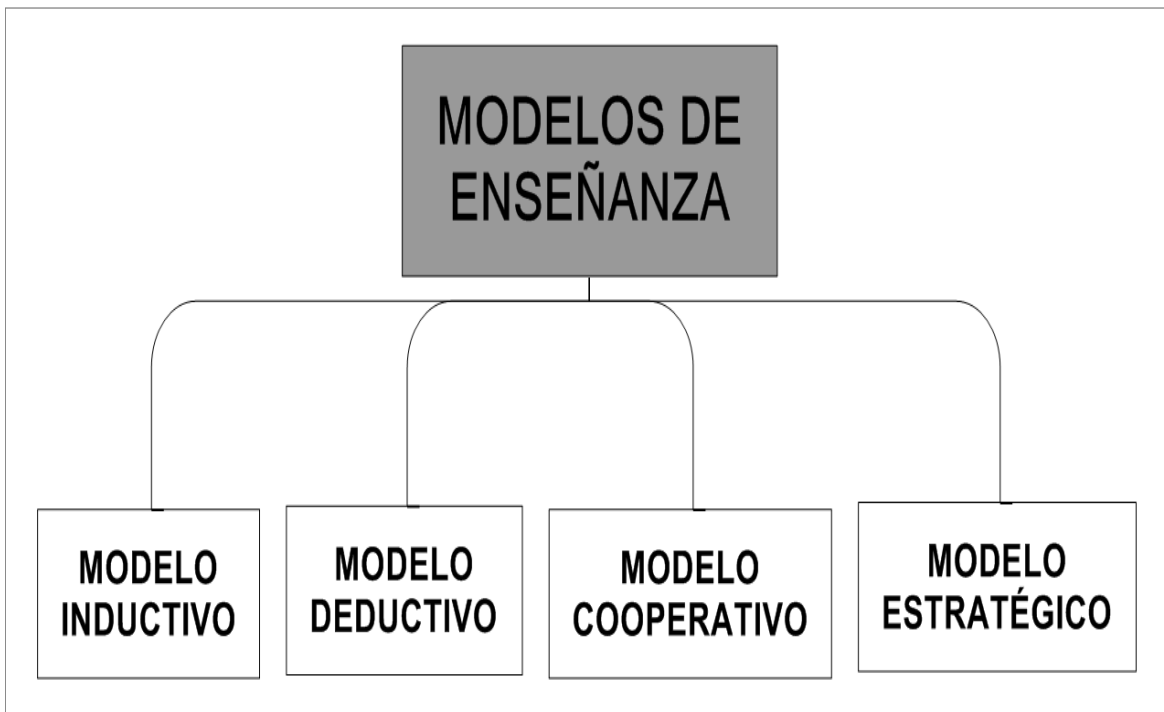 MODELOS DE
ENSEÑANZA
MODELO
INDUCTIVO
MODELO
DEDUCTIVO
MODELO
COOPERATIVO
MODELO
ESTRATÉGICO